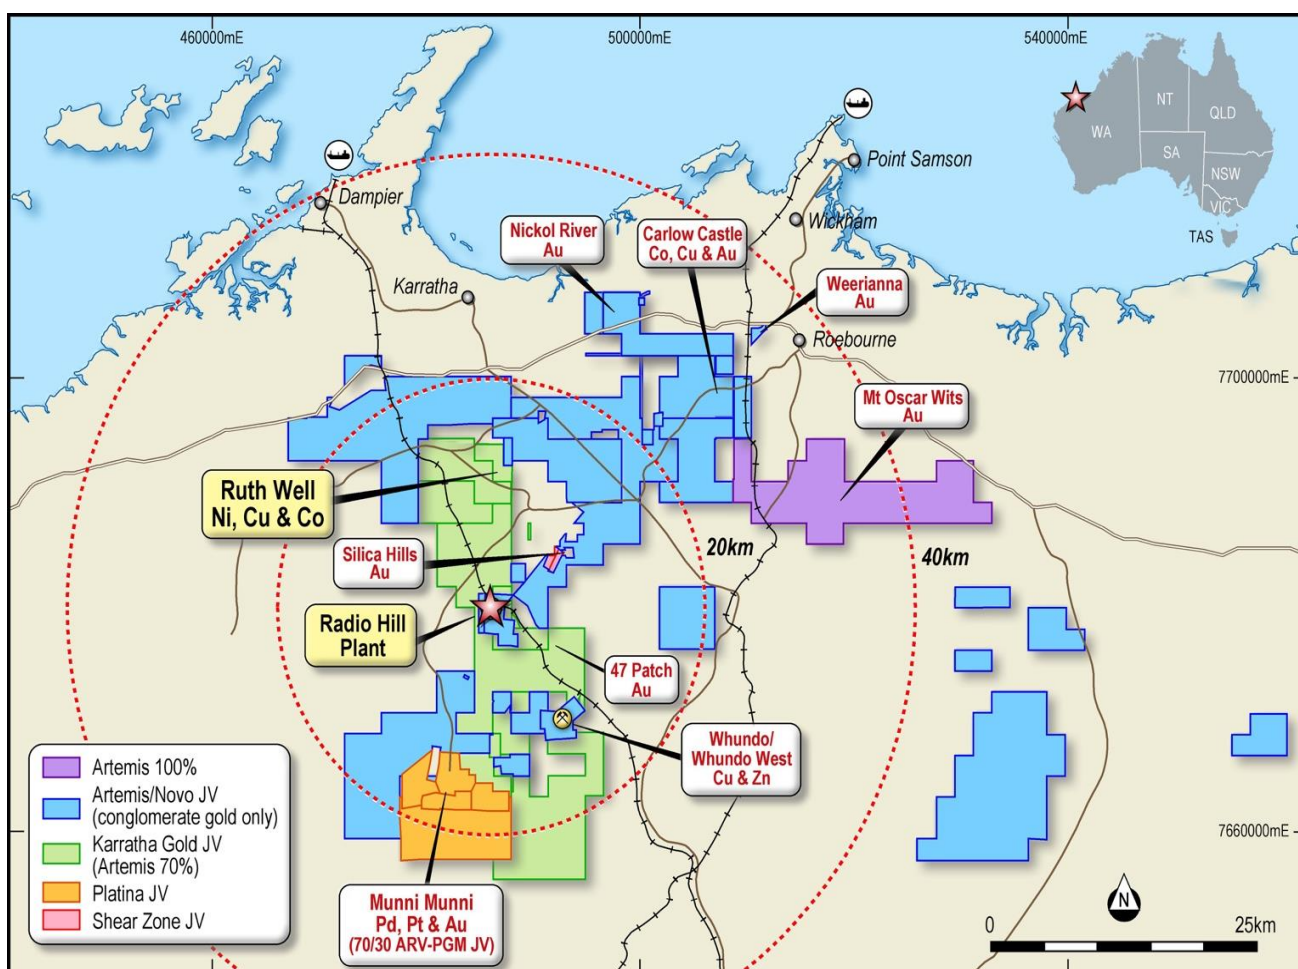 460000mE
500000mE
540000mE
NT
QLD
WA
SA
NSW
VIC
TAS
Point Samson
Dampier
Wickham
Nickol River
Au
Carlow Castle
Co, Cu & Au
Weerianna
Au
Karratha
Roebourne
7700000mE
Mt Oscar Wits
Au
Ruth Well
Ni, Cu & Co
Silica Hills
Au
20km
40km
Radio Hill
Plant
47 Patch
Au
Whundo/
Whundo West
Cu & Zn
Artemis 100%
Artemis/Novo JV
(conglomerate gold only)
Karratha Gold JV
(Artemis 70%)
Platina JV
Shear Zone JV
7660000mE
Munni Munni
Pd, Pt & Au
(70/30 ARV-PGM JV)
N
0
25km